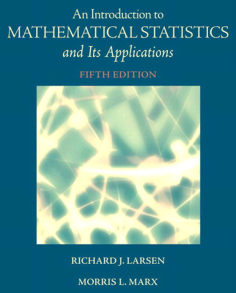 An Introduction to
MATHEMATICAL STATISTICS
and Its Applications
FIFTH EDITION
RICHARD J. LARSEN
MORRIS L. MARX